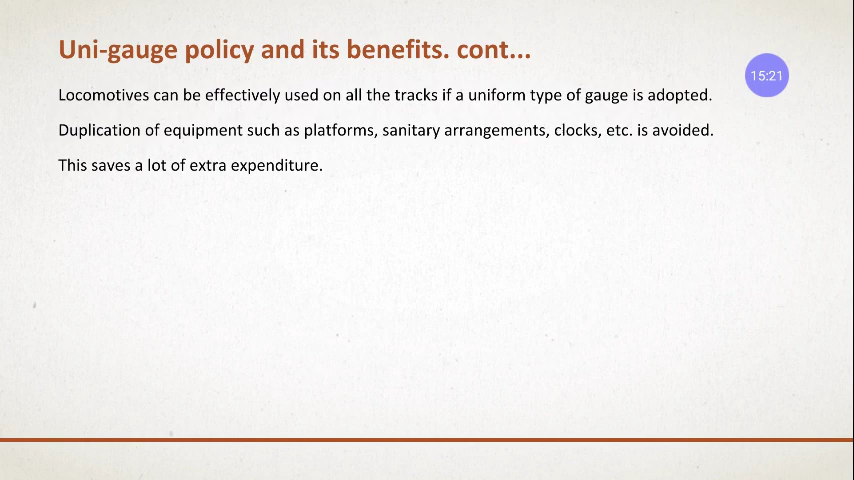 Uni-gauge policy and its benefits. cont...
15:21
Locomotives can be effectively used on all the tracks if a uniform type of gauge is adopted.
Duplication of equipment such as platforms, sanitary arrangements, clocks, etc. is avoided.
This saves a lot of extra expenditure.